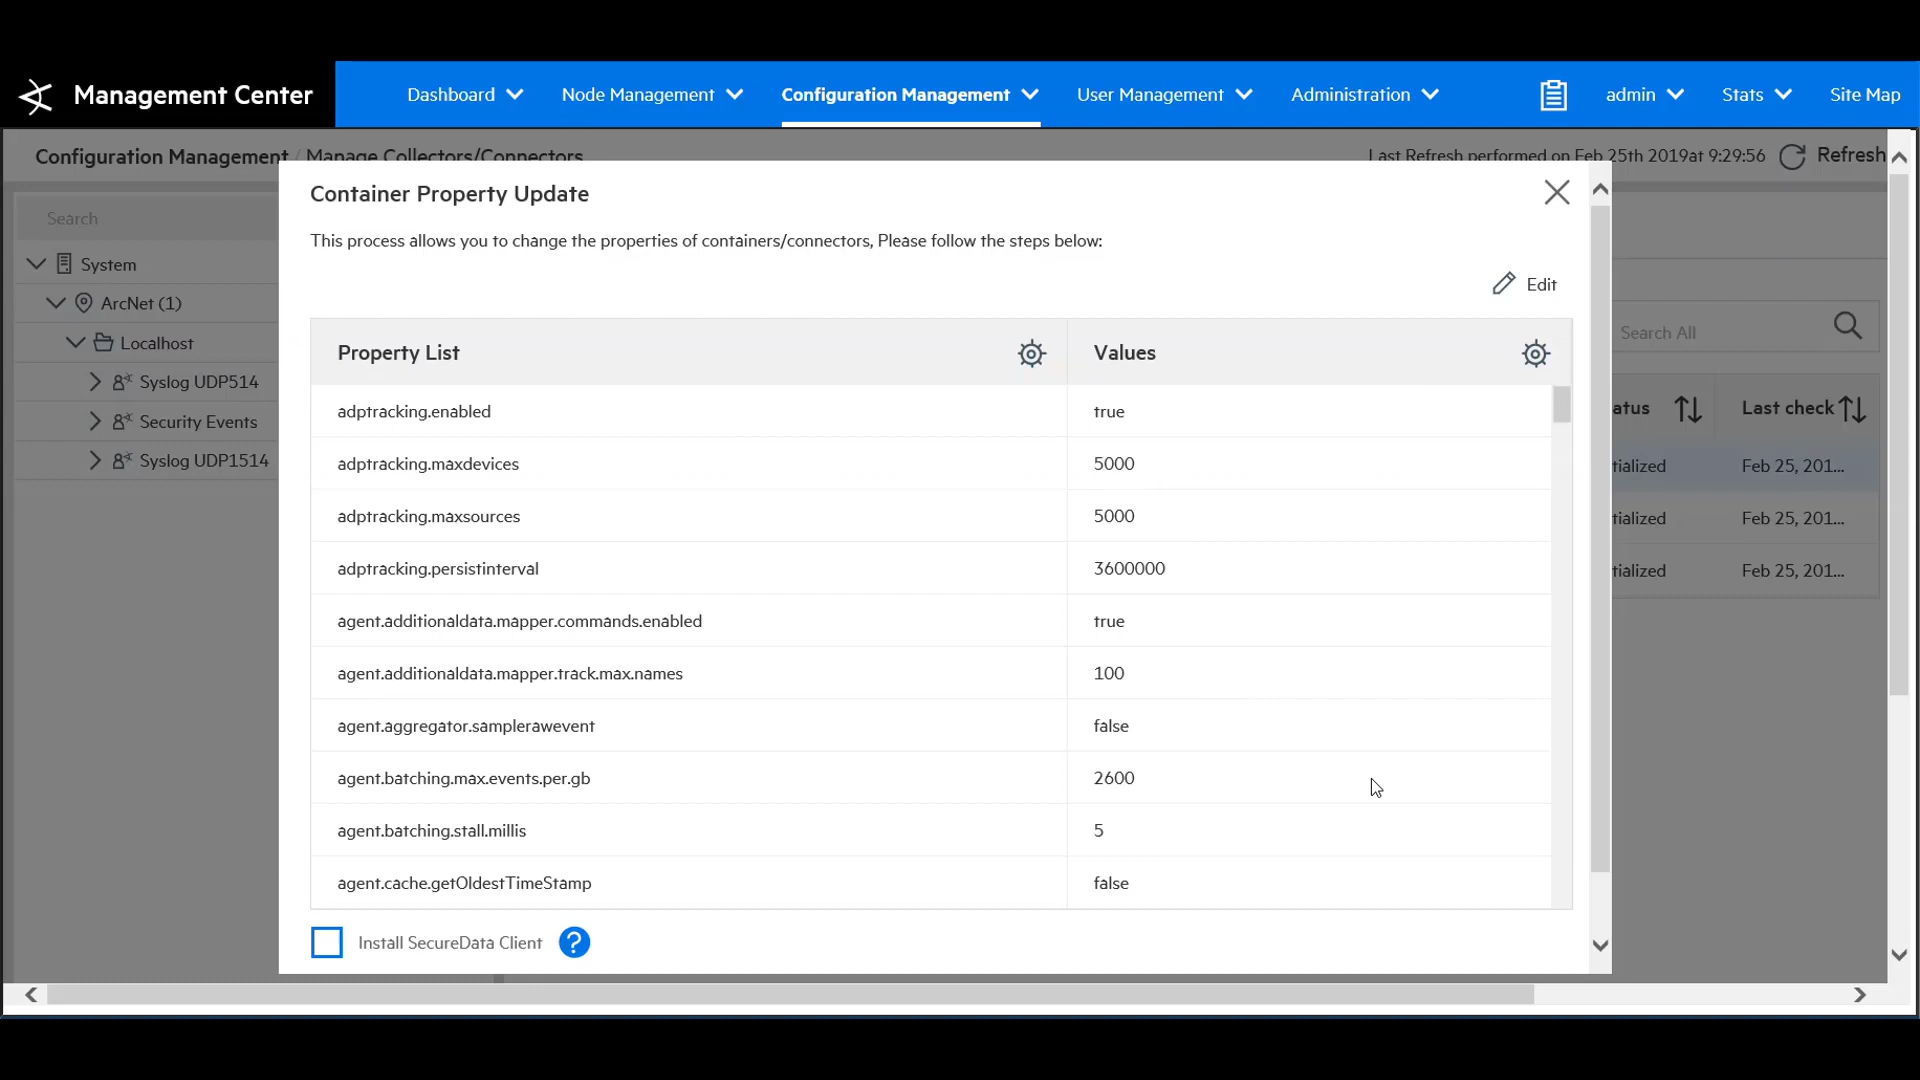 Management Center
Dashboard
Node Management
Configuration Management
User Management
Administration
admin
Stats
Site Map
Configuration Management / Manage Collectors/Connectors
Last Refresh performed on Feb 25th 2019at 9:29:56
Refresh
Search
System
ArcNet (1)
Localhost
Syslog UDP514
Security Events
Syslog UDP1514
Container Property Update
This process allows you to change the properties of containers/connectors, Please follow the steps below:
Edit
Property List Values
adptracking.enabled true
adptracking.maxdevices 5000
adptracking.maxsources 5000
adptracking.persistinterval 3600000
agent.additionaldata.mapper.commands.enabled true
agent.additionaldata.mapper.track.max.names 100
agent.aggregator.samplerawevent false
agent.batching.max.events.per.gb 2600
agent.batching.stall.millis 5
agent.cache.getOldestTimeStamp false
Install SecureData Client ?
Search All
atus Last check
tialized Feb 25, 201...
tialized Feb 25, 201...
tialized Feb 25, 201...